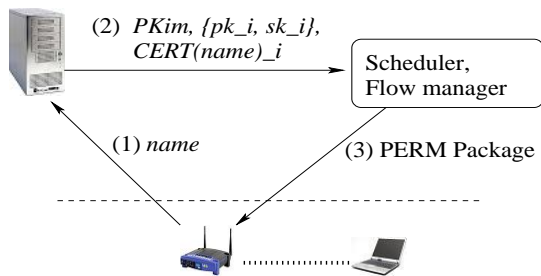 (2) PKim, {pk_i, sk_i},
CERT(name)_i
Scheduler,
Flow manager
(1) name
(3) PERM Package